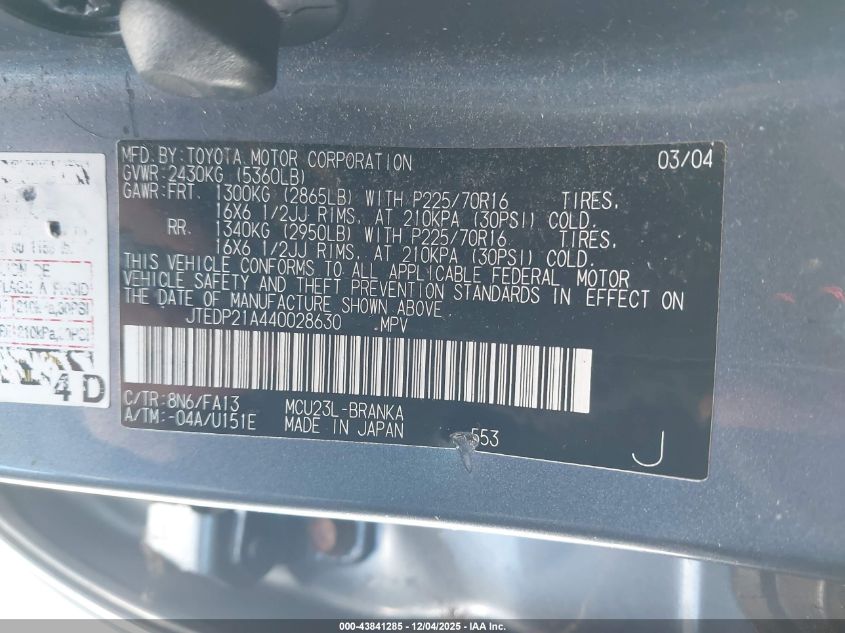 MFD. BY: TOYOTA MOTOR CORPORATION 03/04
GVWR: 2430KG (5360LB)
GAWR: FRT. 1300KG (2865LB) WITH P225/70R16 TIRES,
16X6 1/2JJ RIMS, AT 210KPA (30PSI) COLD.
RR. 1340KG (2950LB) WITH P225/70R16 TIRES,
16X6 1/2JJ RIMS, AT 210KPA (30PSI) COLD.
THIS VEHICLE CONFORMS TO ALL APPLICABLE FEDERAL MOTOR
VEHICLE SAFETY AND THEFT PREVENTION STANDARDS IN EFFECT ON
THE DATE OF MANUFACTURE SHOWN ABOVE.
JTEDP21A440028630 MPV
C/TR: 8N6/FA13 MCU23L-BRANKA
A/TM: -04A/U151E MADE IN JAPAN 553
J
DE
À FROID
4 D
000-43841285 - 12/04/2025 - IAA Inc.